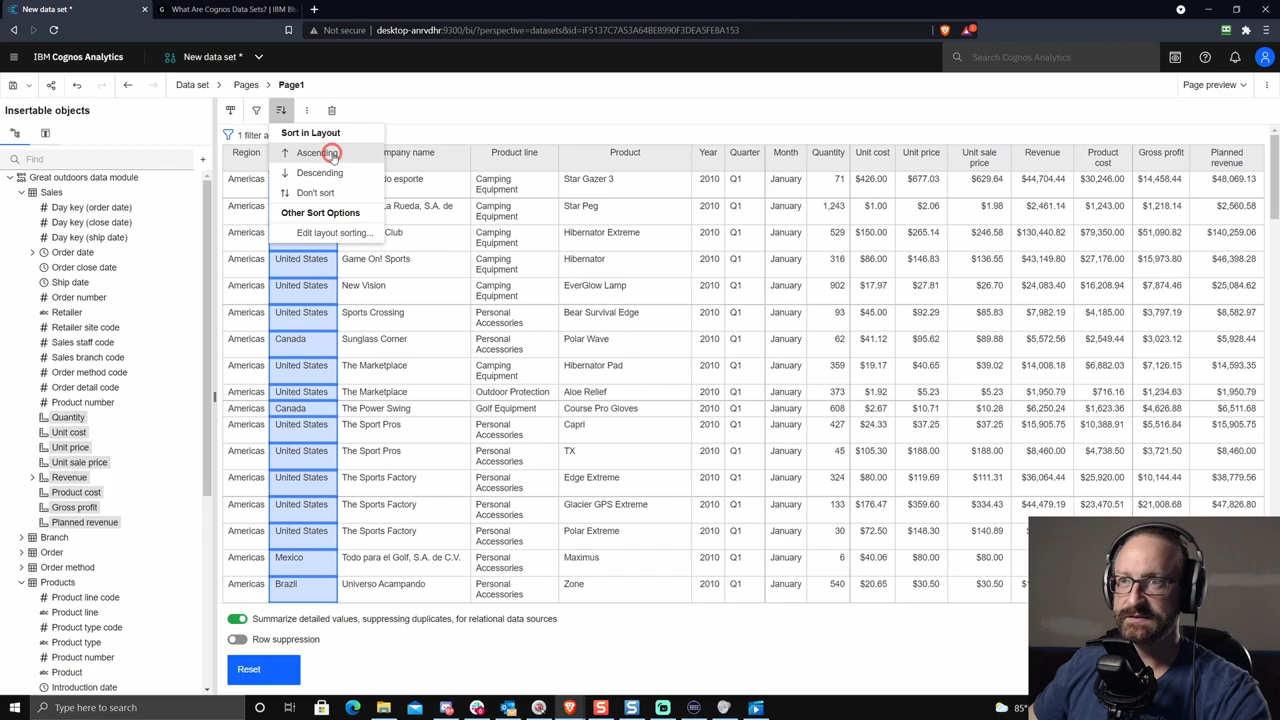 New data set *
What Are Cognos Data Sets? | IBM Bl
Not secure
desktop-anrvdhr:9300/bi/?perspective=datasets&id=iF5137C7A53A64BE8990F3DEA5FE8A153
IBM Cognos Analytics
New data set *
Search Content
Data set
Pages
Page1
Page preview
Insertable objects
Find
Great outdoors data module
Sales
Day key (order date)
Day key (close date)
Day key (ship date)
Order date
Order close date
Ship date
Order number
Retailer
Retailer site code
Sales staff code
Sales branch code
Order method code
Order detail code
Product number
Quantity
Unit cost
Unit price
Unit sale price
Revenue
Product cost
Gross profit
Planned revenue
Branch
Order
Order method
Products
Product line code
Product line
Product type code
Product type
Product number
Product
Introduction date
1 filter a
Sort in Layout
Ascending
Descending
Don't sort
Other Sort Options
Edit layout sorting...
Region mpany name Product line Product Year Quarter Month Quantity Unit cost Unit price Unit sale price Revenue Product cost Gross profit Planned revenue
Americas do esporte Camping Equipment Star Gazer 3 2010 Q1 January 71 $426.00 $677.03 $629.64 $44,704.44 $30,246.00 $14,458.44 $48,069.13
Americas La Rueda, S.A. de Camping Equipment Star Peg 2010 Q1 January 1,243 $1.00 $2.06 $1.98 $2,461.14 $1,243.00 $1,218.14 $2,560.58
Americas Club Camping Equipment Hibernator Extreme 2010 Q1 January 529 $150.00 $265.14 $246.58 $130,440.82 $79,350.00 $51,090.82 $140,259.06
Americas United States Game On! Sports Camping Equipment Hibernator 2010 Q1 January 316 $86.00 $146.83 $136.55 $43,149.80 $27,176.00 $15,973.80 $46,398.28
Americas United States New Vision Camping Equipment EverGlow Lamp 2010 Q1 January 902 $17.97 $27.81 $26.70 $24,083.40 $16,208.94 $7,874.46 $25,084.62
Americas United States Sports Crossing Personal Accessories Bear Survival Edge 2010 Q1 January 93 $45.00 $92.29 $85.83 $7,982.19 $4,185.00 $3,797.19 $8,582.97
Americas Canada Sunglass Corner Personal Accessories Polar Wave 2010 Q1 January 62 $41.12 $95.62 $89.88 $5,572.56 $2,549.44 $3,023.12 $5,928.44
Americas United States The Marketplace Camping Equipment Hibernator Pad 2010 Q1 January 359 $19.17 $40.65 $39.02 $14,008.18 $6,882.03 $7,126.15 $14,593.35
Americas United States The Marketplace Outdoor Protection Aloe Relief 2010 Q1 January 373 $1.92 $5.23 $5.23 $1,950.79 $716.16 $1,234.63 $1,950.79
Americas Canada The Power Swing Golf Equipment Course Pro Gloves 2010 Q1 January 608 $2.67 $10.71 $10.28 $6,250.24 $1,623.36 $4,626.88 $6,511.68
Americas United States The Sport Pros Personal Accessories Capri 2010 Q1 January 427 $24.33 $37.25 $37.25 $15,905.75 $10,388.91 $5,516.84 $15,905.75
Americas United States The Sport Pros Personal Accessories TX 2010 Q1 January 45 $105.30 $188.00 $188.00 $8,460.00 $4,738.50 $3,721.50 $8,460.00
Americas United States The Sports Factory Personal Accessories Edge Extreme 2010 Q1 January 324 $80.00 $119.69 $111.31 $36,064.44 $25,920.00 $10,144.44 $38,779.56
Americas United States The Sports Factory Personal Accessories Glacier GPS Extreme 2010 Q1 January 133 $176.47 $359.60 $334.43 $44,479.19 $23,470.51 $21,008.68 $47,826.80
Americas United States The Sports Factory Personal Accessories Polar Extreme 2010 Q1 January 30 $72.50 $148.30 $140.89
Americas Mexico Todo para el Golf, S.A. de C.V. Personal Accessories Maximus 2010 Q1 January 6 $40.06 $80.00 $80.00
Americas Brazil Universo Acampando Personal Accessories Zone 2010 Q1 January 540 $20.65 $30.50 $30.50
Summarize detailed values, suppressing duplicates, for relational data sources
Row suppression
Reset
Type here to search
85°